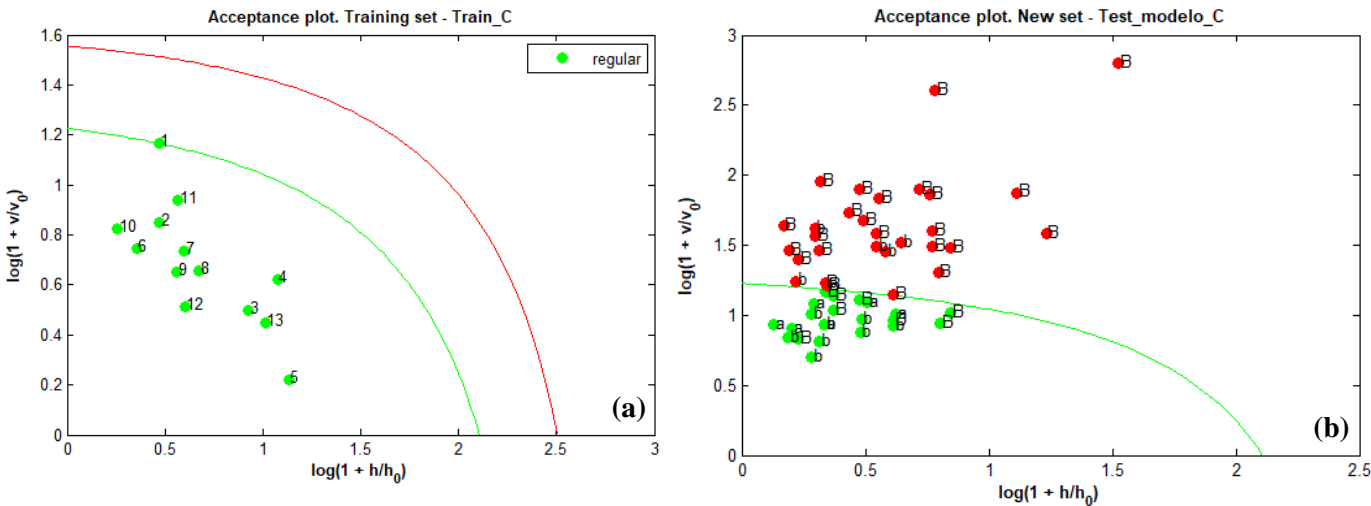 Acceptance plot. Training set - Train_C
1.6
1.4
1.2
1
0.8
0.6
0.4
0.2
0
log(1 + v/v0)
regular
1
11
10
2
6
7
9
8
4
12
3
13
5
(a)
0 0.5 1 1.5 2 2.5 3
log(1 + h/h0)
Acceptance plot. New set - Test_modelo_C
3
2.5
2
1.5
1
0.5
0
log(1 + v/v0)
B
B
B B B B B
B
B B
B b B B B
B B b b b B B
B B
b B
B
B B a B a
b B b a B B
a a b b
b B b b
b
(b)
0 0.5 1 1.5 2 2.5
log(1 + h/h0)